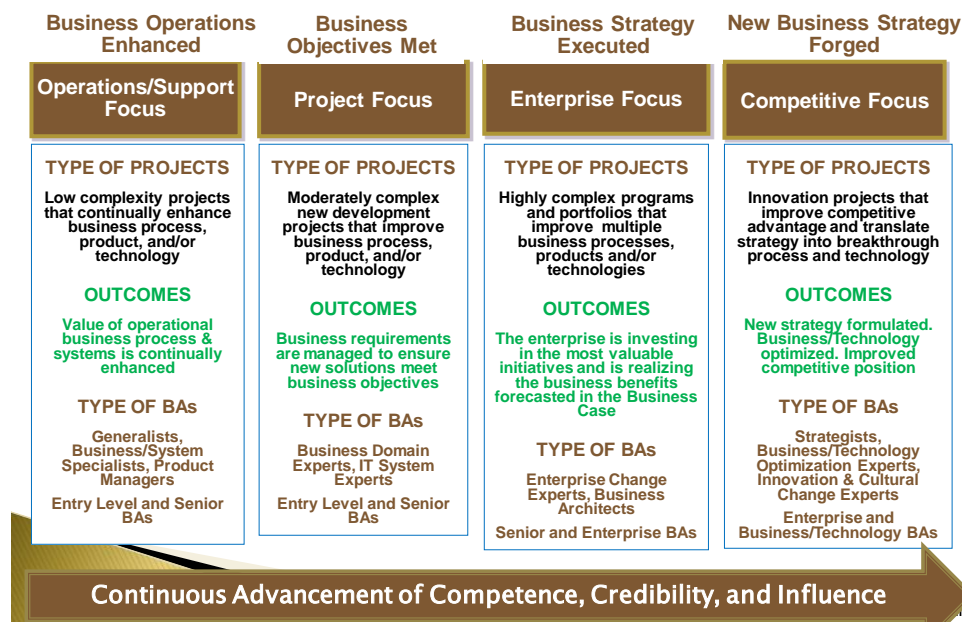 Business Operations
Enhanced
Operations/Support
Focus
TYPE OF PROJECTS
Low complexity projects
that continually enhance
business process,
product, and/or
technology
OUTCOMES
Value of operational
business process &
systems is continually
enhanced
TYPE OF BAs
Generalists,
Business/System
Specialists, Product
Managers
Entry Level and Senior
BAs
Business
Objectives Met
Project Focus
TYPE OF PROJECTS
Moderately complex
new development
projects that improve
business process,
product, and/or
technology
OUTCOMES
Business requirements
are managed to ensure
new solutions meet
business objectives
TYPE OF BAs
Business Domain
Experts, IT System
Experts
Entry Level and Senior
BAs
Business Strategy
Executed
Enterprise Focus
TYPE OF PROJECTS
Highly complex programs
and portfolios that
improve multiple
business processes,
products and/or
technologies
OUTCOMES
The enterprise is investing
in the most valuable
initiatives and is realizing
the business benefits
forecasted in the Business
Case
TYPE OF BAs
Enterprise Change
Experts, Business
Architects
Senior and Enterprise BAs
New Business Strategy
Forged
Competitive Focus
TYPE OF PROJECTS
Innovation projects that
improve competitive
advantage and translate
strategy into breakthrough
process and technology
OUTCOMES
New strategy formulated.
Business/Technology
optimized. Improved
competitive position
TYPE OF BAs
Strategists,
Business/Technology
Optimization Experts,
Innovation & Cultural
Change Experts
Enterprise and
Business/Technology BAs
Continuous Advancement of Competence, Credibility, and Influence